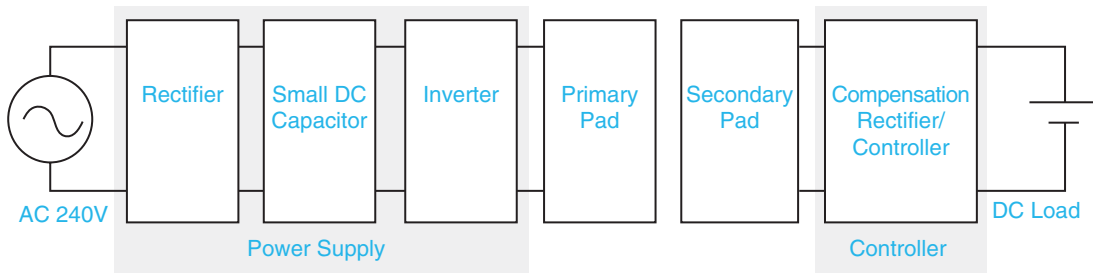 Rectifier
Small DC
Capacitor
Inverter
Primary
Pad
Secondary
Pad
Compensation
Rectifier/
Controller
AC 240V
DC Load
Power Supply
Controller